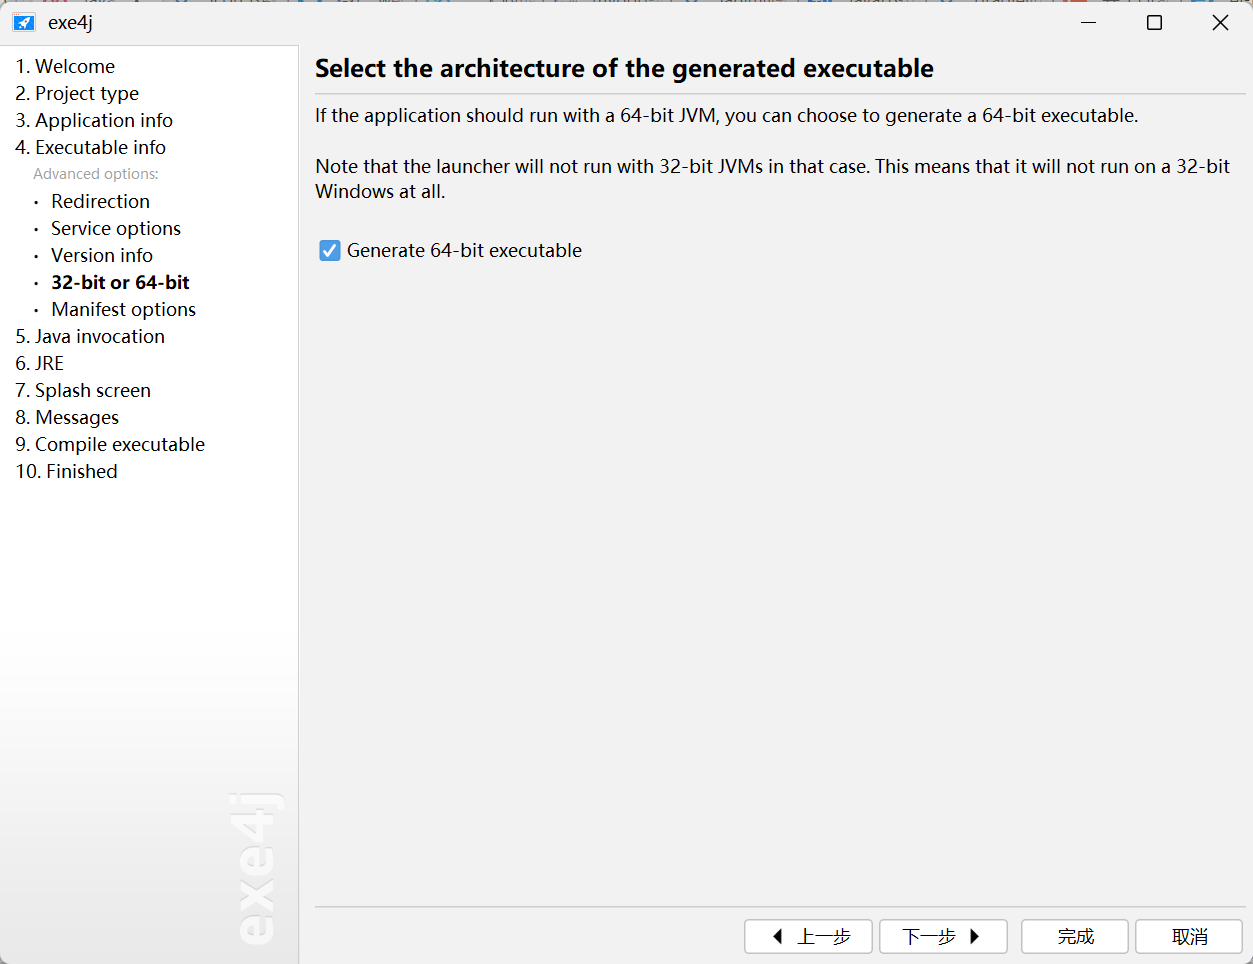 exe4j
1. Welcome
2. Project type
3. Application info
4. Executable info
Advanced options:
· Redirection
· Service options
· Version info
· 32-bit or 64-bit
· Manifest options
5. Java invocation
6. JRE
7. Splash screen
8. Messages
9. Compile executable
10. Finished
exe4j
Select the architecture of the generated executable
If the application should run with a 64-bit JVM, you can choose to generate a 64-bit executable.
Note that the launcher will not run with 32-bit JVMs in that case. This means that it will not run on a 32-bit
Windows at all.
Generate 64-bit executable
上一步 下一步 完成 取消